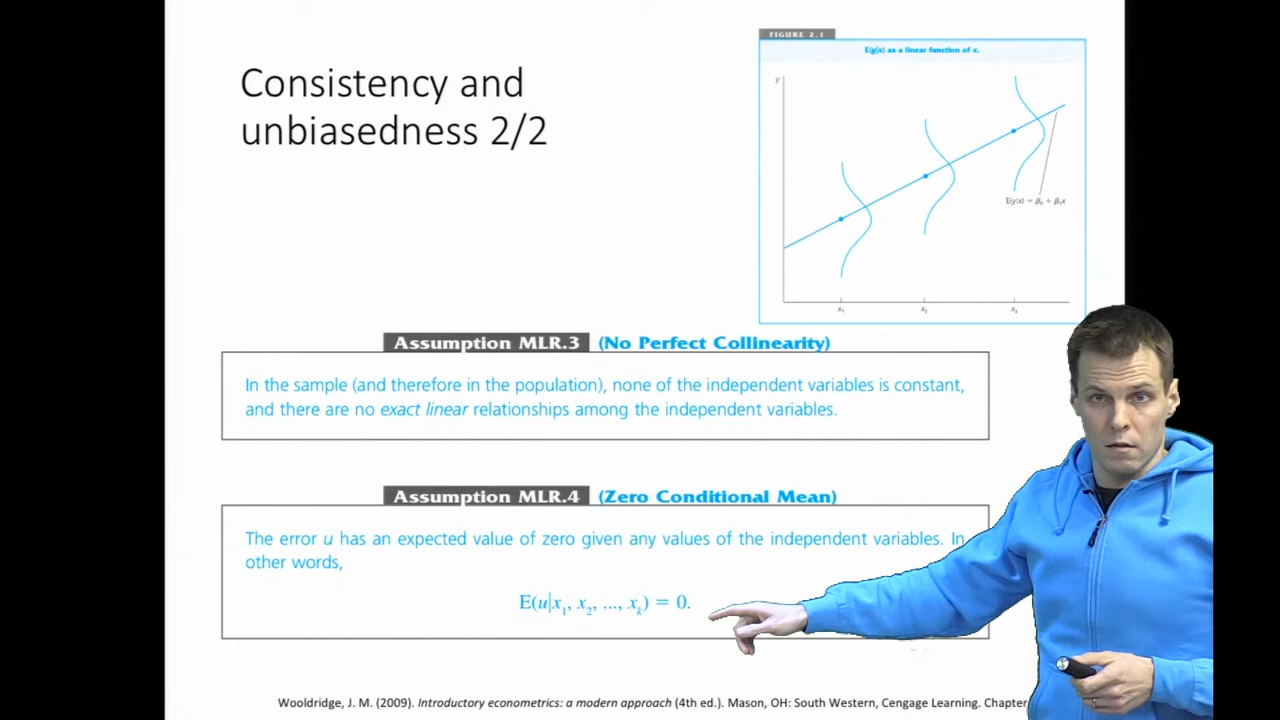 Consistency and
unbiasedness 2/2
FIGURE 2.1
E(y|x) as a linear function of x.
y
E(y|x) = β₀ + β₁x
x₁
x₂
x₃
Assumption MLR.3 (No Perfect Collinearity)
In the sample (and therefore in the population), none of the independent variables is constant,
and there are no exact linear relationships among the independent variables.
Assumption MLR.4 (Zero Conditional Mean)
The error u has an expected value of zero given any values of the independent variables. In
other words,
E(u|x₁, x₂, ..., xₖ) = 0.
Wooldridge, J. M. (2009). Introductory econometrics: a modern approach (4th ed.). Mason, OH: South Western, Cengage Learning. Chapter